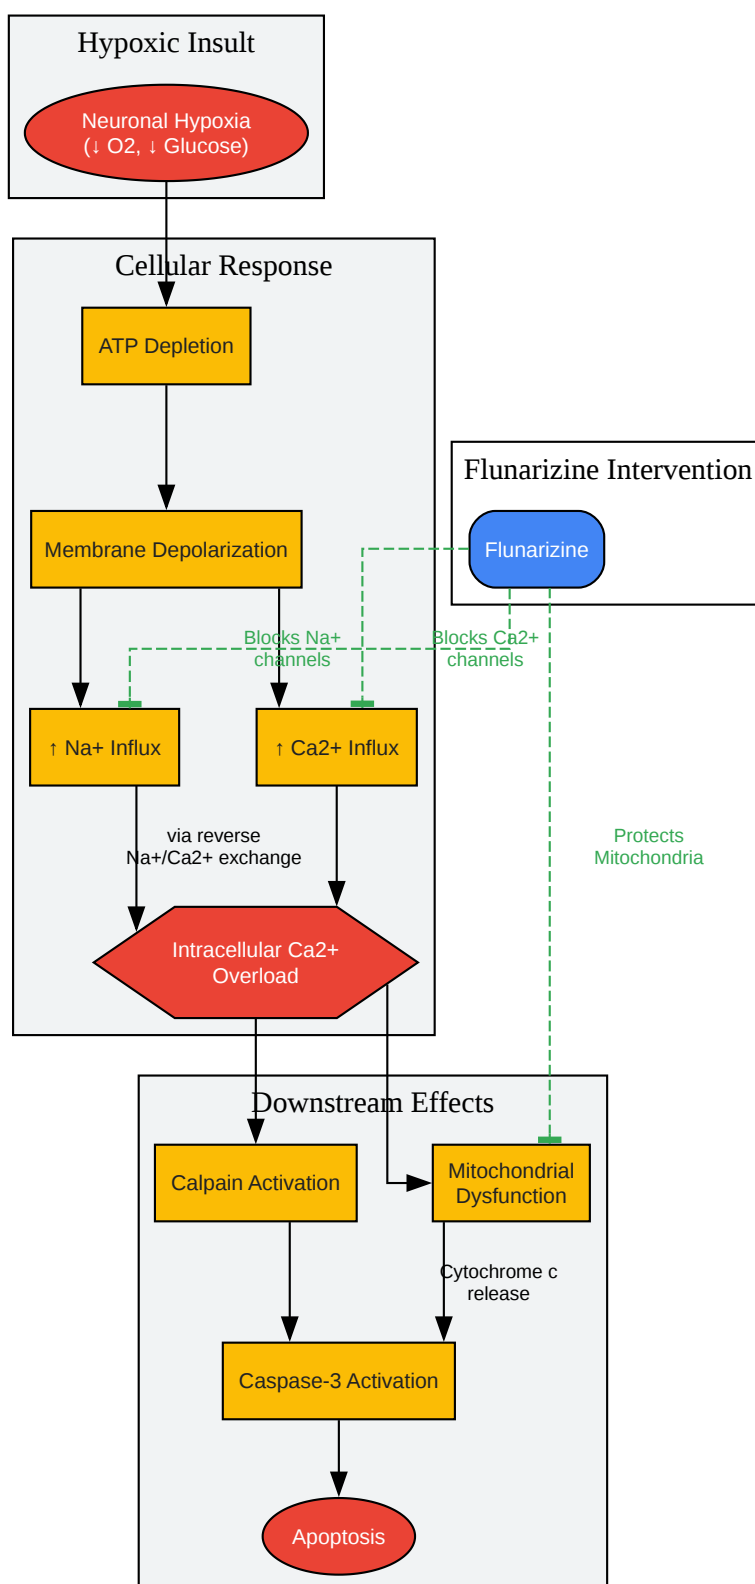 Hypoxic Insult
Neuronal Hypoxia
(↓ O2, ↓ Glucose)
Cellular Response
ATP Depletion
Flunarizine Intervention
Membrane Depolarization
Flunarizine
Blocks Na+
channels
Blocks Ca2+
channels
↑ Na+ Influx
↑ Ca2+ Influx
via reverse
Na+/Ca2+ exchange
Protects
Mitochondria
Intracellular Ca2+
Overload
Downstream Effects
Calpain Activation
Mitochondrial
Dysfunction
Cytochrome c
release
Caspase-3 Activation
Apoptosis